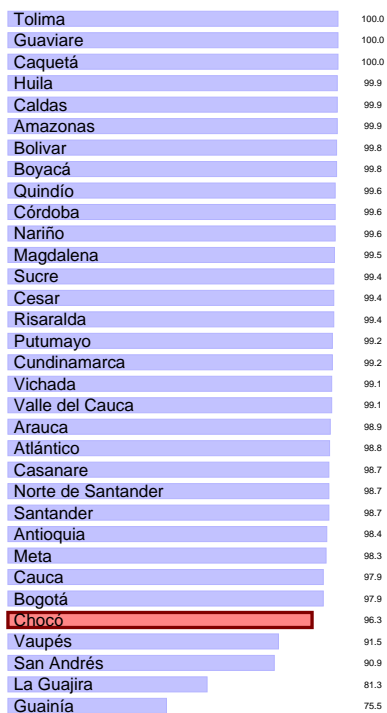 Tolima 100.0
Guaviare 100.0
Caquetá 100.0
Huila 99.9
Caldas 99.9
Amazonas 99.9
Bolivar 99.8
Boyacá 99.8
Quindío 99.6
Córdoba 99.6
Nariño 99.6
Magdalena 99.5
Sucre 99.4
Cesar 99.4
Risaralda 99.4
Putumayo 99.2
Cundinamarca 99.2
Vichada 99.1
Valle del Cauca 99.1
Arauca 98.9
Atlántico 98.8
Casanare 98.7
Norte de Santander 98.7
Santander 98.7
Antioquia 98.4
Meta 98.3
Cauca 97.9
Bogotá 97.9
Chocó 96.3
Vaupés 91.5
San Andrés 90.9
La Guajira 81.3
Guainía 75.5